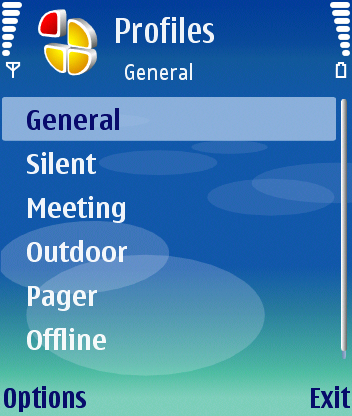 Profiles
General
General
Silent
Meeting
Outdoor
Pager
Offline
Options Exit